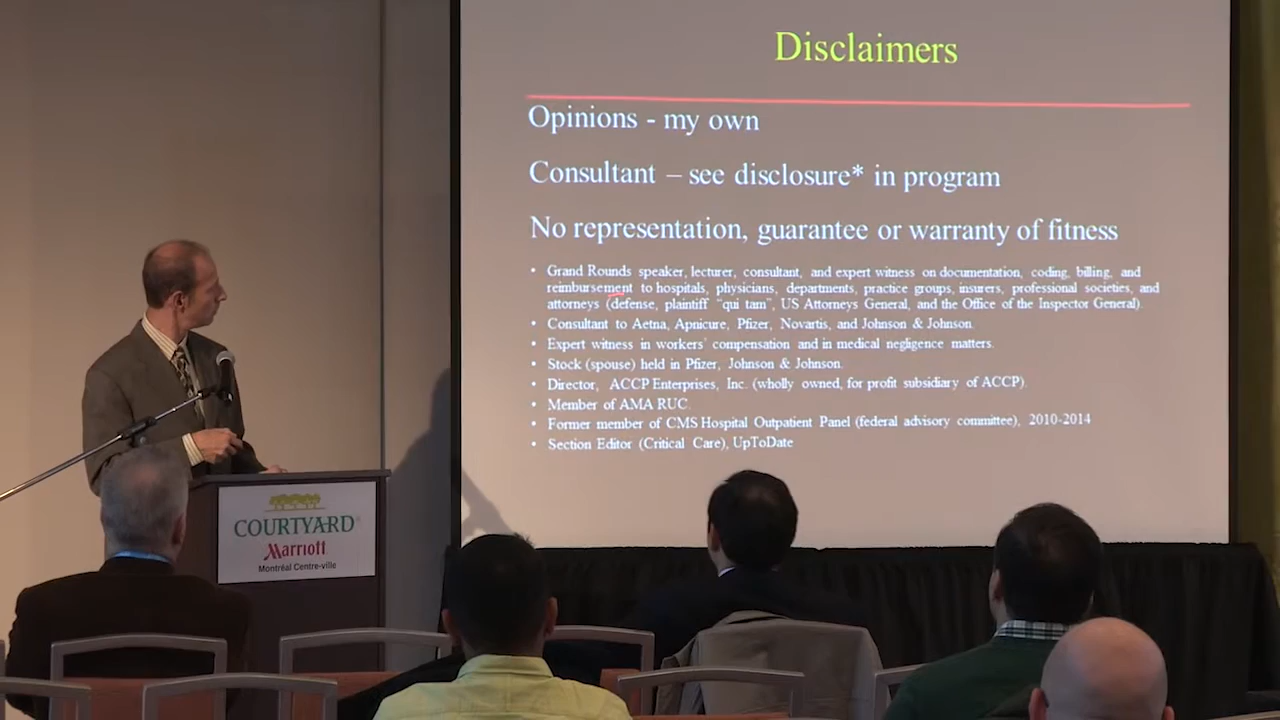 Disclaimers
Opinions - my own
Consultant – see disclosure* in program
No representation, guarantee or warranty of fitness
• Grand Rounds speaker, lecturer, consultant, and expert witness on documentation, coding, billing, and
reimbursement to hospitals, physicians, departments, practice groups, insurers, professional societies, and
attorneys (defense, plaintiff "qui tam", US Attorneys General, and the Office of the Inspector General).
• Consultant to Aetna, Apnicure, Pfizer, Novartis, and Johnson & Johnson.
• Expert witness in workers' compensation and in medical negligence matters.
• Stock (spouse) held in Pfizer, Johnson & Johnson.
• Director, ACCP Enterprises, Inc. (wholly owned, for profit subsidiary of ACCP).
• Member of AMA RUC.
• Former member of CMS Hospital Outpatient Panel (federal advisory committee), 2010-2014
• Section Editor (Critical Care), UpToDate
COURTYARD®
Marriott
Montréal Centre-ville